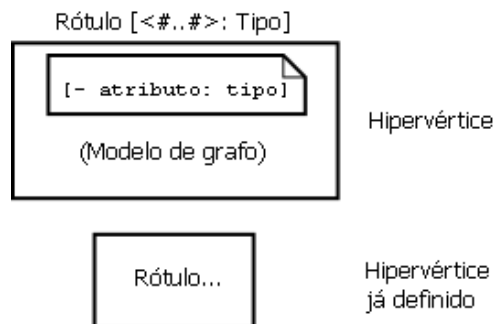 Rótulo [<#..#>: Tipo]
[- atributo: tipo]
(Modelo de grafo)
Hipervértice
Rótulo...
Hipervértice
já definido